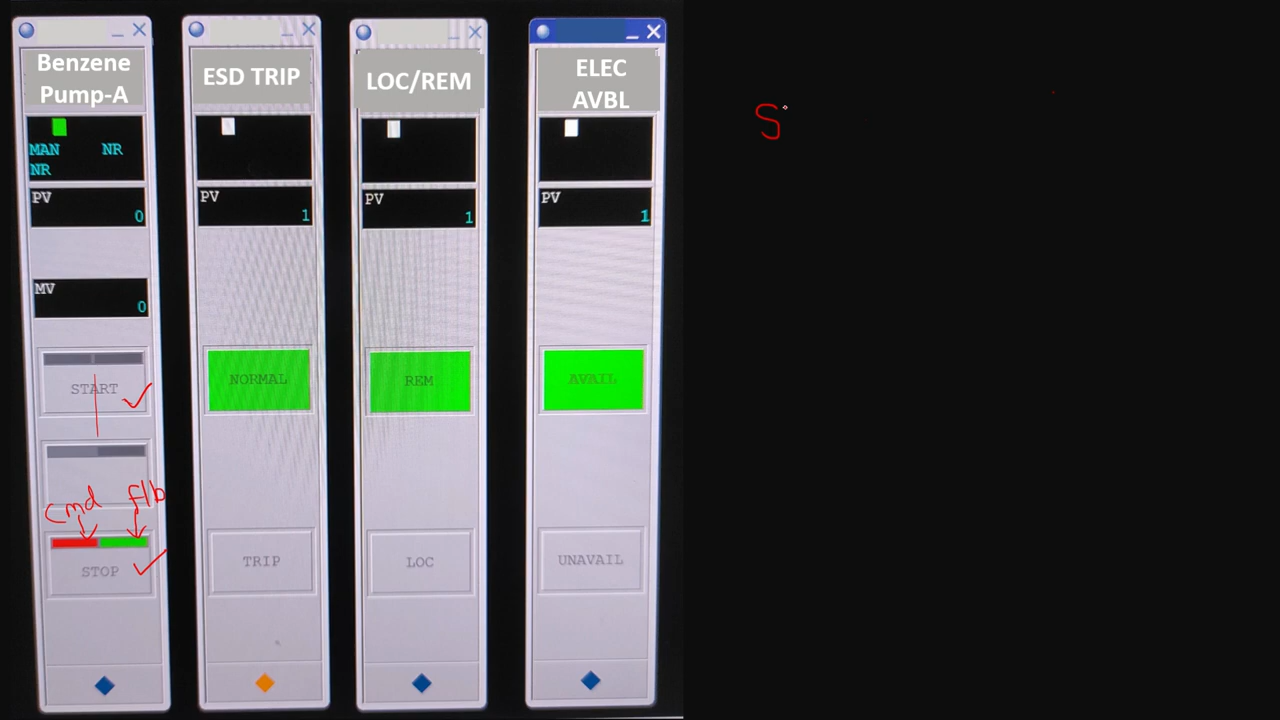 Benzene
Pump-A
MAN NR
NR
PV
0
MV
0
START
cmd f/b
STOP
ESD TRIP
PV
1
NORMAL
TRIP
LOC/REM
PV
1
REM
LOC
ELEC
AVBL
PV
1
AVAIL
UNAVAIL
S